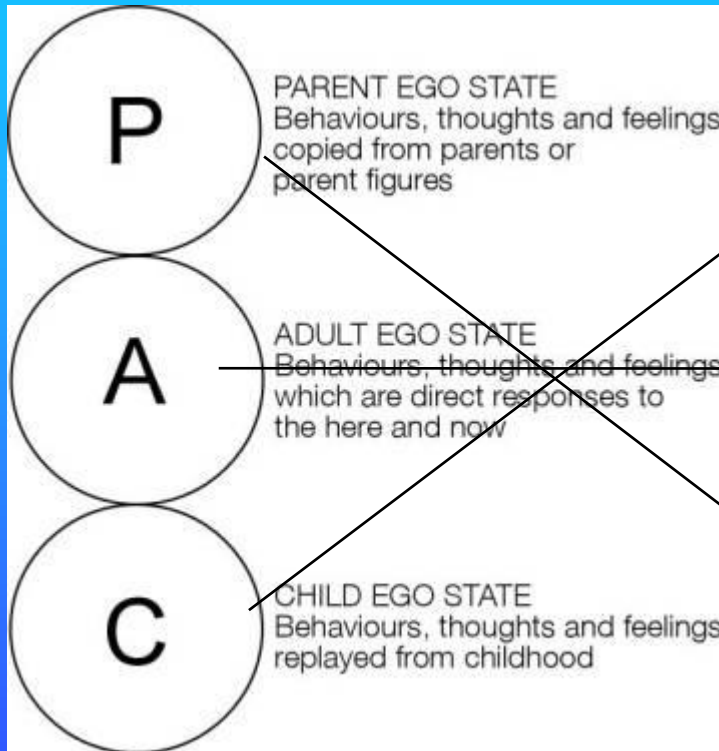 P
PARENT EGO STATE
Behaviours, thoughts and feelings
copied from parents or
parent figures
A
ADULT EGO STATE
Behaviours, thoughts and feelings
which are direct responses to
the here and now
C
CHILD EGO STATE
Behaviours, thoughts and feelings
replayed from childhood